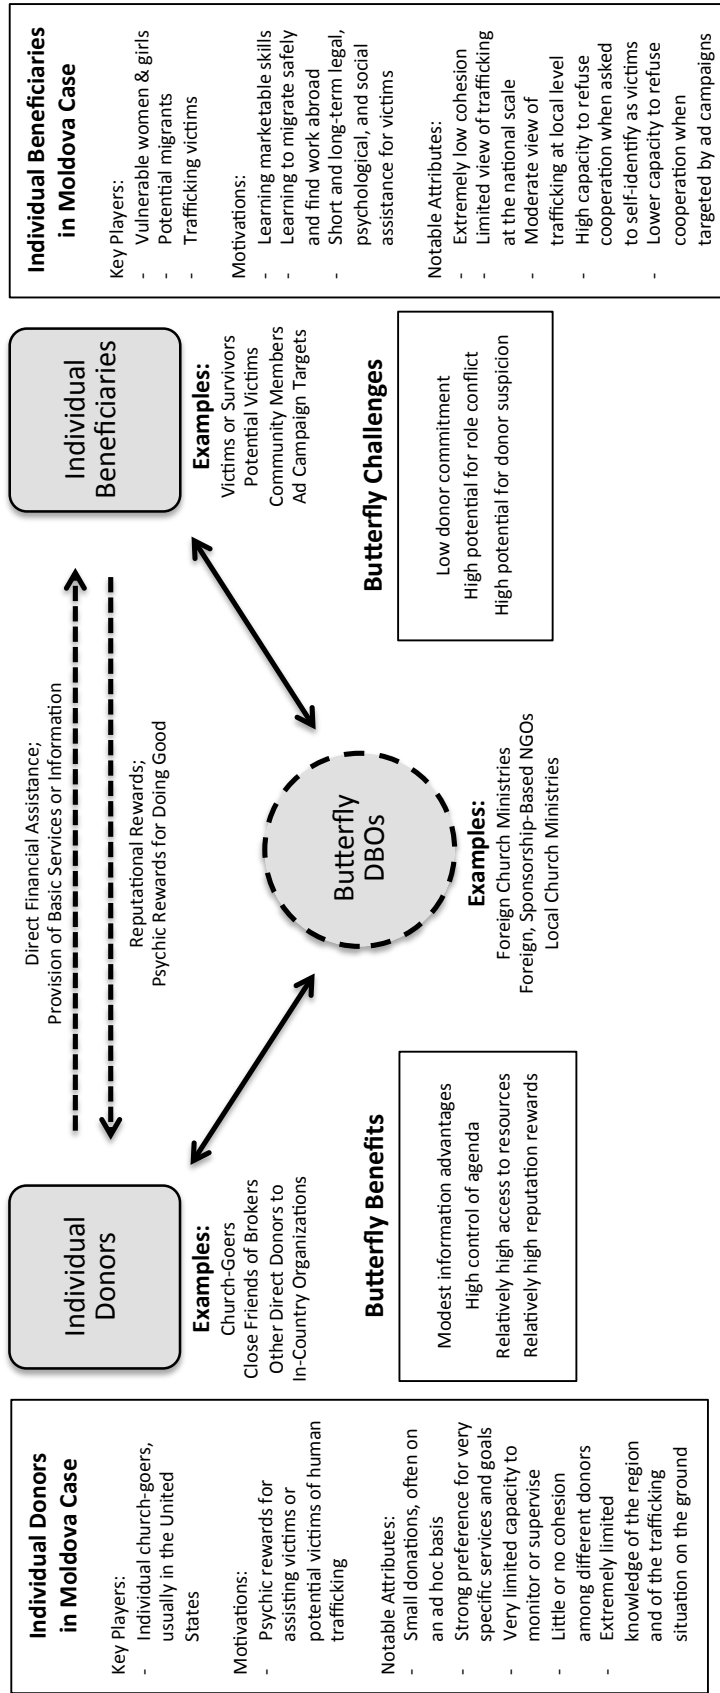 Individual Donors
in Moldova Case
Key Players:
- Individual church-goers,
usually in the United
States
Motivations:
- Psychic rewards for
assisting victims or
potential victims of human
trafficking
Notable Attributes:
- Small donations, often on
an ad hoc basis
- Strong preference for very
specific services and goals
- Very limited capacity to
monitor or supervise
- Little or no cohesion
among different donors
- Extremely limited
knowledge of the region
and of the trafficking
situation on the ground
Individual
Donors
Examples:
Church-Goers
Close Friends of Brokers
Other Direct Donors to
In-Country Organizations
Butterfly Benefits
Modest information advantages
High control of agenda
Relatively high access to resources
Relatively high reputation rewards
Direct Financial Assistance;
Provision of Basic Services or Information
Reputational Rewards;
Psychic Rewards for Doing Good
Butterfly
DBOs
Examples:
Foreign Church Ministries
Foreign, Sponsorship-Based NGOs
Local Church Ministries
Individual
Beneficiaries
Examples:
Victims or Survivors
Potential Victims
Community Members
Ad Campaign Targets
Butterfly Challenges
Low donor commitment
High potential for role conflict
High potential for donor suspicion
Individual Beneficiaries
in Moldova Case
Key Players:
- Vulnerable women & girls
- Potential migrants
- Trafficking victims
Motivations:
- Learning marketable skills
- Learning to migrate safely
and find work abroad
- Short and long-term legal,
psychological, and social
assistance for victims
Notable Attributes:
- Extremely low cohesion
- Limited view of trafficking
at the national scale
- Moderate view of
trafficking at local level
- High capacity to refuse
cooperation when asked
to self-identify as victims
- Lower capacity to refuse
cooperation when
targeted by ad campaigns